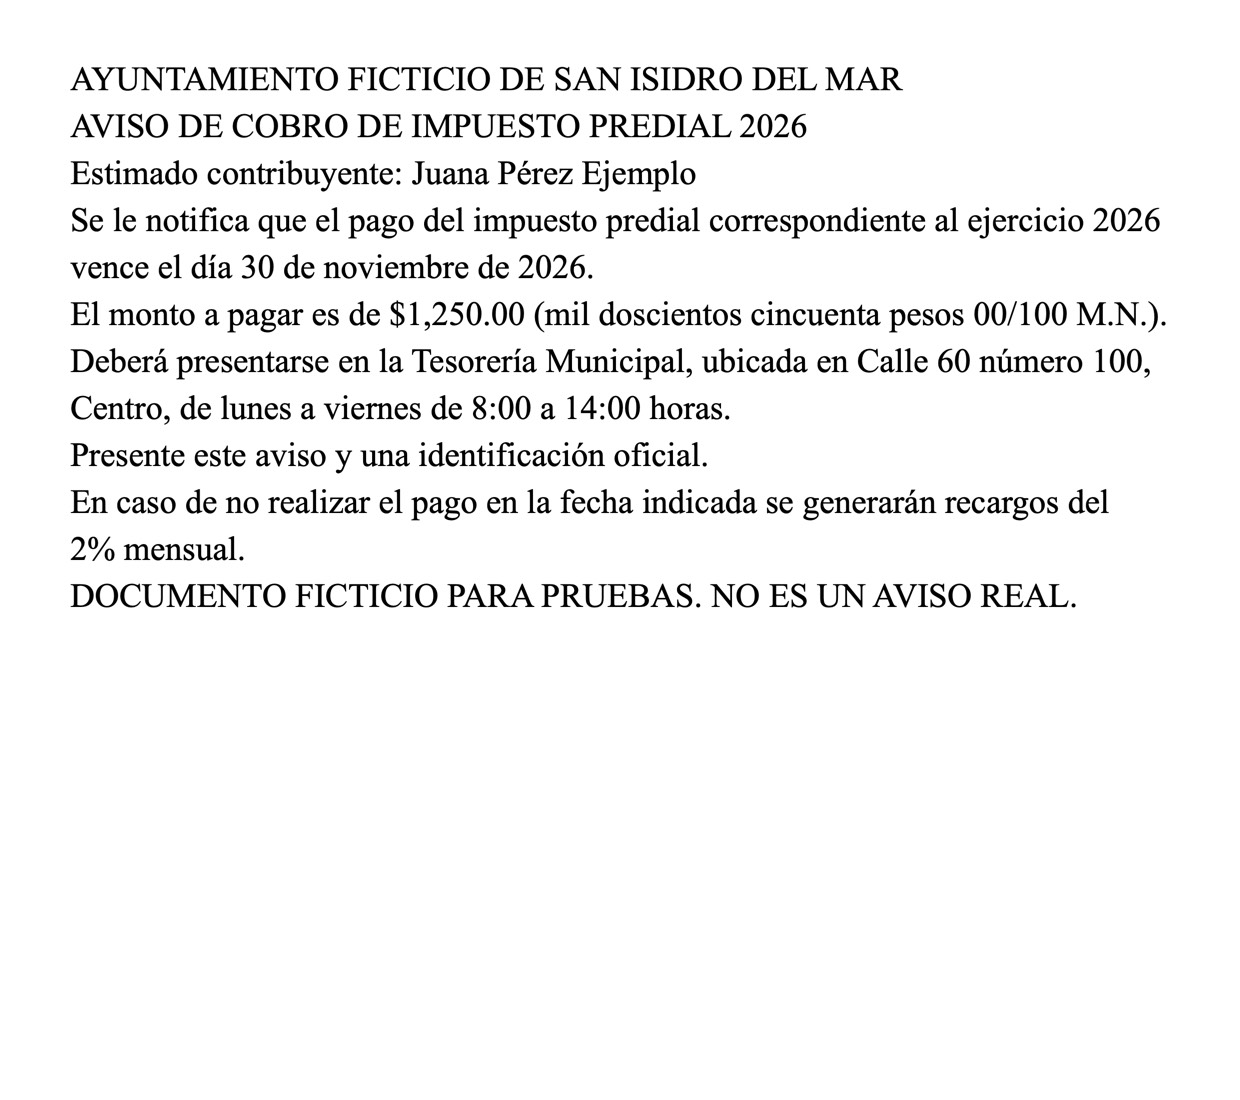 AYUNTAMIENTO FICTICIO DE SAN ISIDRO DEL MAR
AVISO DE COBRO DE IMPUESTO PREDIAL 2026
Estimado contribuyente: Juana Pérez Ejemplo
Se le notifica que el pago del impuesto predial correspondiente al ejercicio 2026
vence el día 30 de noviembre de 2026.
El monto a pagar es de $1,250.00 (mil doscientos cincuenta pesos 00/100 M.N.).
Deberá presentarse en la Tesorería Municipal, ubicada en Calle 60 número 100,
Centro, de lunes a viernes de 8:00 a 14:00 horas.
Presente este aviso y una identificación oficial.
En caso de no realizar el pago en la fecha indicada se generarán recargos del
2% mensual.
DOCUMENTO FICTICIO PARA PRUEBAS. NO ES UN AVISO REAL.